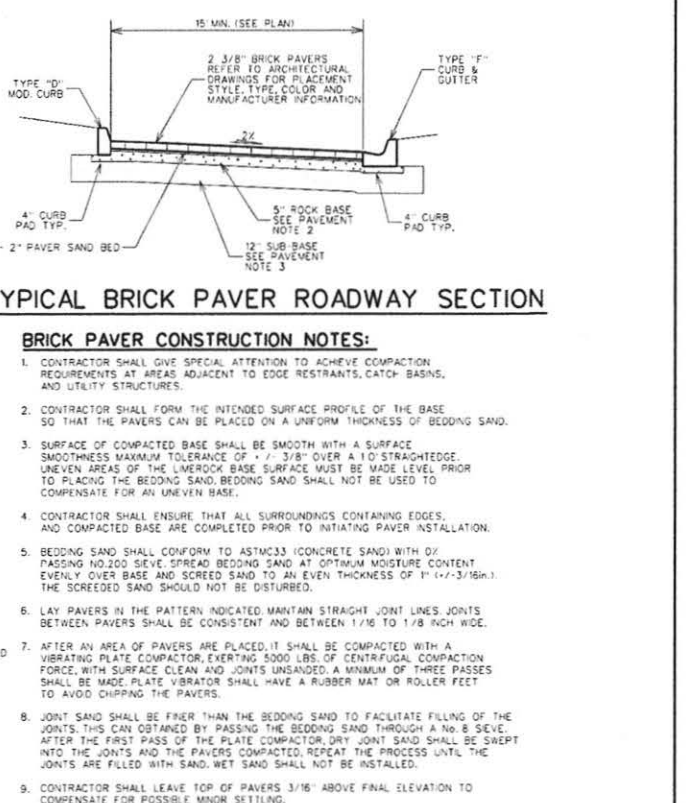 15' MIN. (SEE PLAN)
2 3/8" BRICK PAVERS
REFER TO ARCHITECTURAL
DRAWINGS FOR PLACEMENT
STYLE, TYPE, COLOR AND
MANUFACTURER INFORMATION
TYPE "F"
CURB &
GUTTER
TYPE "D"
MOD. CURB
2%
4" CURB
PAD TYP.
5" ROCK BASE
SEE PAVEMENT
NOTE 2
4" CURB
PAD TYP.
2" PAVER SAND BED
12" SUB-BASE
SEE PAVEMENT
NOTE 3
YPICAL BRICK PAVER ROADWAY SECTION
BRICK PAVER CONSTRUCTION NOTES:
1. CONTRACTOR SHALL GIVE SPECIAL ATTENTION TO ACHIEVE COMPACTION
REQUIREMENTS AT AREAS ADJACENT TO EDGE RESTRAINTS, CATCH BASINS,
AND UTILITY STRUCTURES.
2. CONTRACTOR SHALL FORM THE INTENDED SURFACE PROFILE OF THE BASE
SO THAT THE PAVERS CAN BE PLACED ON A UNIFORM THICKNESS OF BEDDING SAND.
3. SURFACE OF COMPACTED BASE SHALL BE SMOOTH WITH A SURFACE
SMOOTHNESS MAXIMUM TOLERANCE OF + /- 3/8" OVER A 10' STRAIGHTEDGE.
UNEVEN AREAS OF THE LIMEROCK BASE SURFACE MUST BE MADE LEVEL PRIOR
TO PLACING THE BEDDING SAND. BEDDING SAND SHALL NOT BE USED TO
COMPENSATE FOR AN UNEVEN BASE.
4. CONTRACTOR SHALL ENSURE THAT ALL SURROUNDINGS CONTAINING EDGES,
AND COMPACTED BASE ARE COMPLETED PRIOR TO INITIATING PAVER INSTALLATION.
5. BEDDING SAND SHALL CONFORM TO ASTMC33 (CONCRETE SAND) WITH 0%
PASSING NO.200 SIEVE. SPREAD BEDDING SAND AT OPTIMUM MOISTURE CONTENT
EVENLY OVER BASE AND SCREED SAND TO AN EVEN THICKNESS OF 1" (+/-3/16in.).
THE SCREEDED SAND SHOULD NOT BE DISTURBED.
6. LAY PAVERS IN THE PATTERN INDICATED. MAINTAIN STRAIGHT JOINT LINES. JOINTS
BETWEEN PAVERS SHALL BE CONSISTENT AND BETWEEN 1/16 TO 1/8 INCH WIDE.
D
7. AFTER AN AREA OF PAVERS ARE PLACED, IT SHALL BE COMPACTED WITH A
VIBRATING PLATE COMPACTOR, EXERTING 5000 LBS. OF CENTRIFUGAL COMPACTION
FORCE, WITH SURFACE CLEAN AND JOINTS UNSANDED. A MINIMUM OF THREE PASSES
SHALL BE MADE. PLATE VIBRATOR SHALL HAVE A RUBBER MAT OR ROLLER FEET
TO AVOID CHIPPING THE PAVERS.
8. JOINT SAND SHALL BE FINER THAN THE BEDDING SAND TO FACILITATE FILLING OF THE
JOINTS. THIS CAN OBTAINED BY PASSING THE BEDDING SAND THROUGH A No. 8 SIEVE.
AFTER THE FIRST PASS OF THE PLATE COMPACTOR, DRY JOINT SAND SHALL BE SWEPT
INTO THE JOINTS AND THE PAVERS COMPACTED. REPEAT THE PROCESS UNTIL THE
JOINTS ARE FILLED WITH SAND. WET SAND SHALL NOT BE INSTALLED.
9. CONTRACTOR SHALL LEAVE TOP OF PAVERS 3/16" ABOVE FINAL ELEVATION TO
COMPENSATE FOR POSSIBLE MINOR SETTLING.